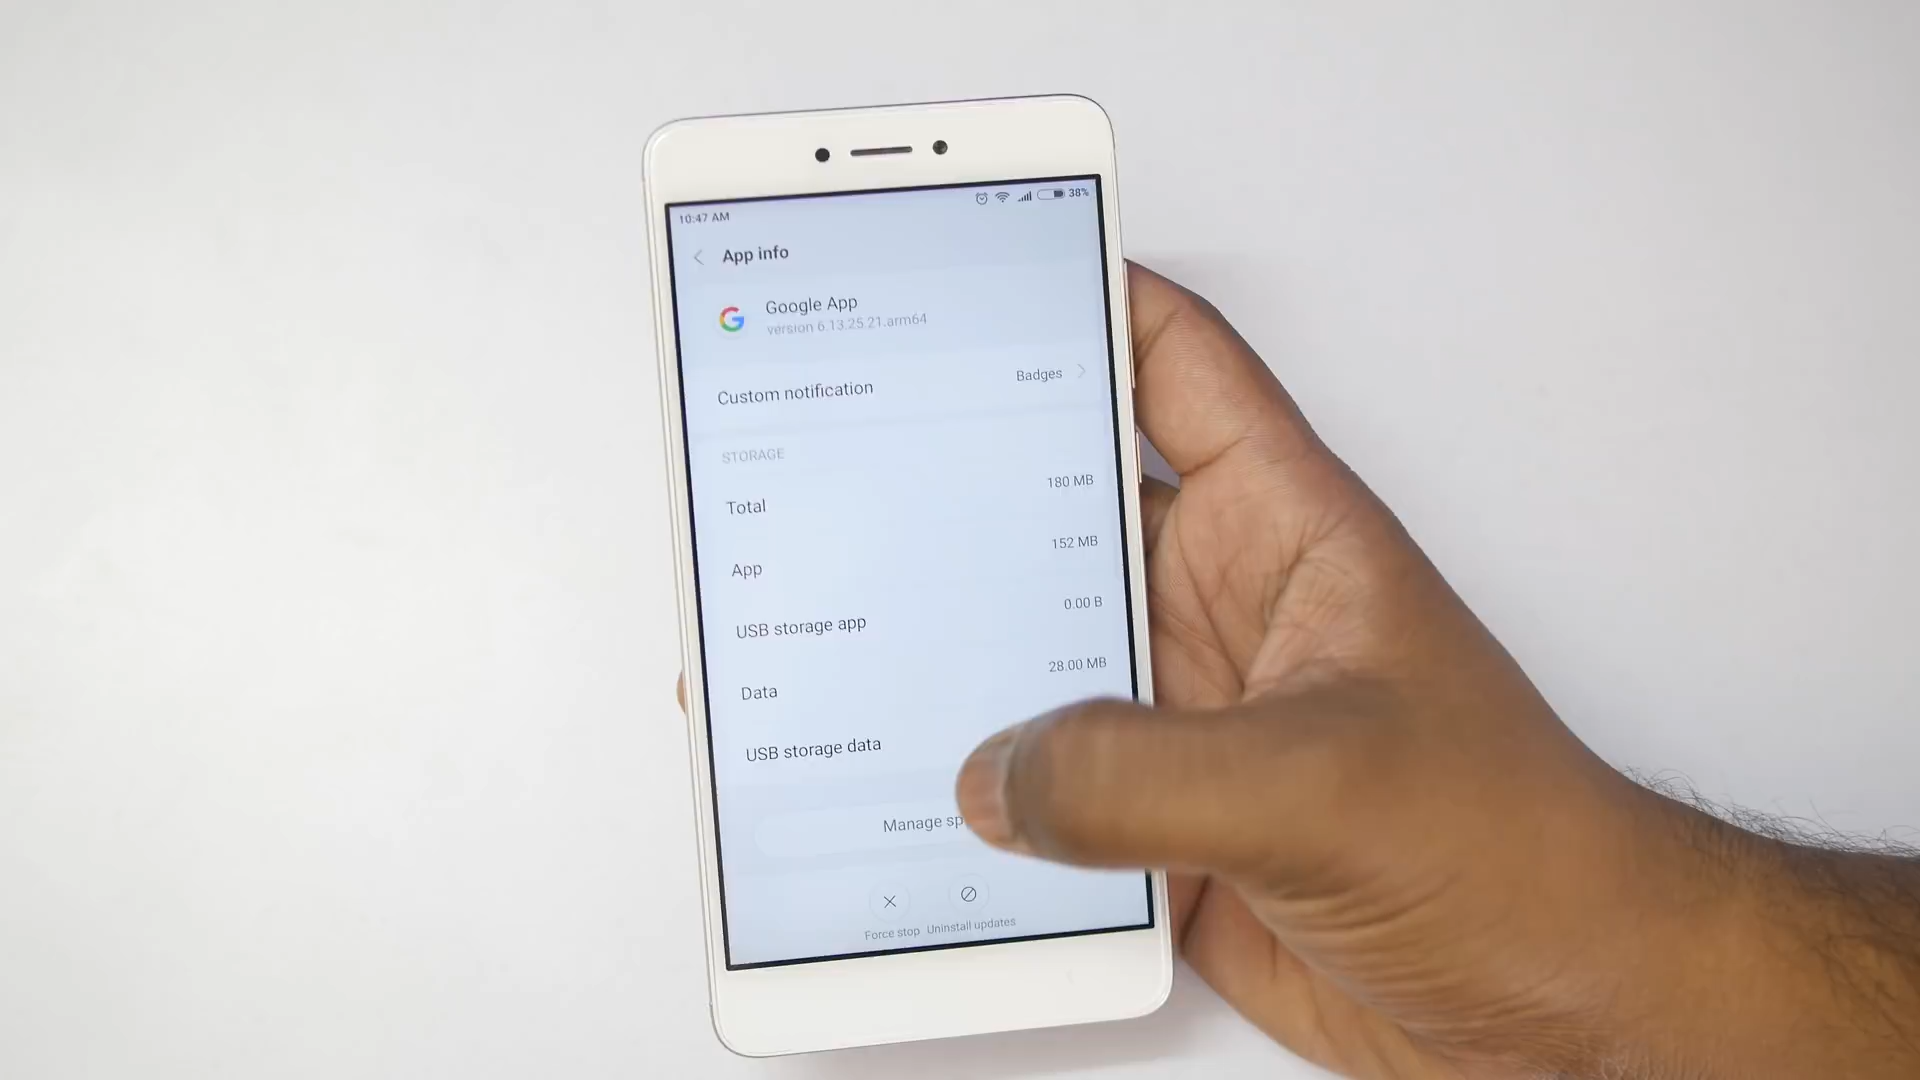 10:47 AM 38%
App info
Google App
version 6.13.25.21.arm64
Custom notification Badges
STORAGE
Total 180 MB
App 152 MB
USB storage app 0.00 B
Data 28.00 MB
USB storage data
Manage
Force stop Uninstall updates